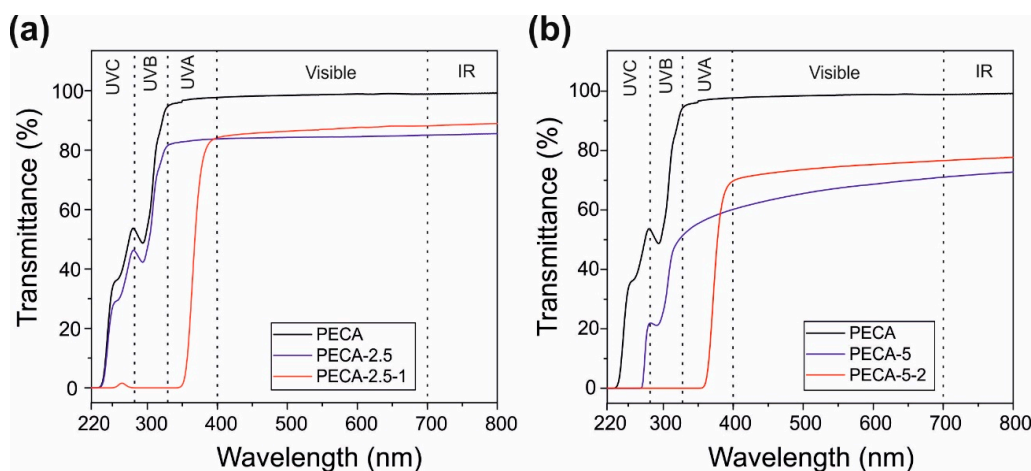 (a)
UVC
UVB
UVA
Visible
IR
100
80
60
40
20
0
Transmittance (%)
PECA
PECA-2.5
PECA-2.5-1
220
300
400
500
600
700
800
Wavelength (nm)
(b)
UVC
UVB
UVA
Visible
IR
100
80
60
40
20
0
Transmittance (%)
PECA
PECA-5
PECA-5-2
220
300
400
500
600
700
800
Wavelength (nm)